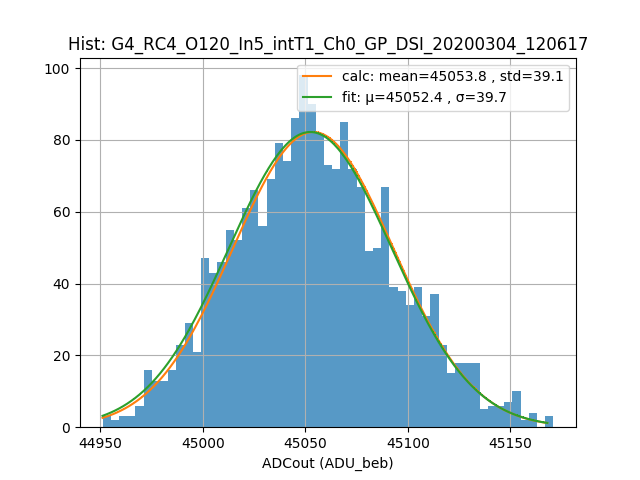 Hist: G4_RC4_O120_In5_intT1_Ch0_GP_DSI_20200304_120617
calc: mean=45053.8 , std=39.1
fit: μ=45052.4 , σ=39.7
100
80
60
40
20
0
44950 45000 45050 45100 45150
ADCout (ADU_beb)